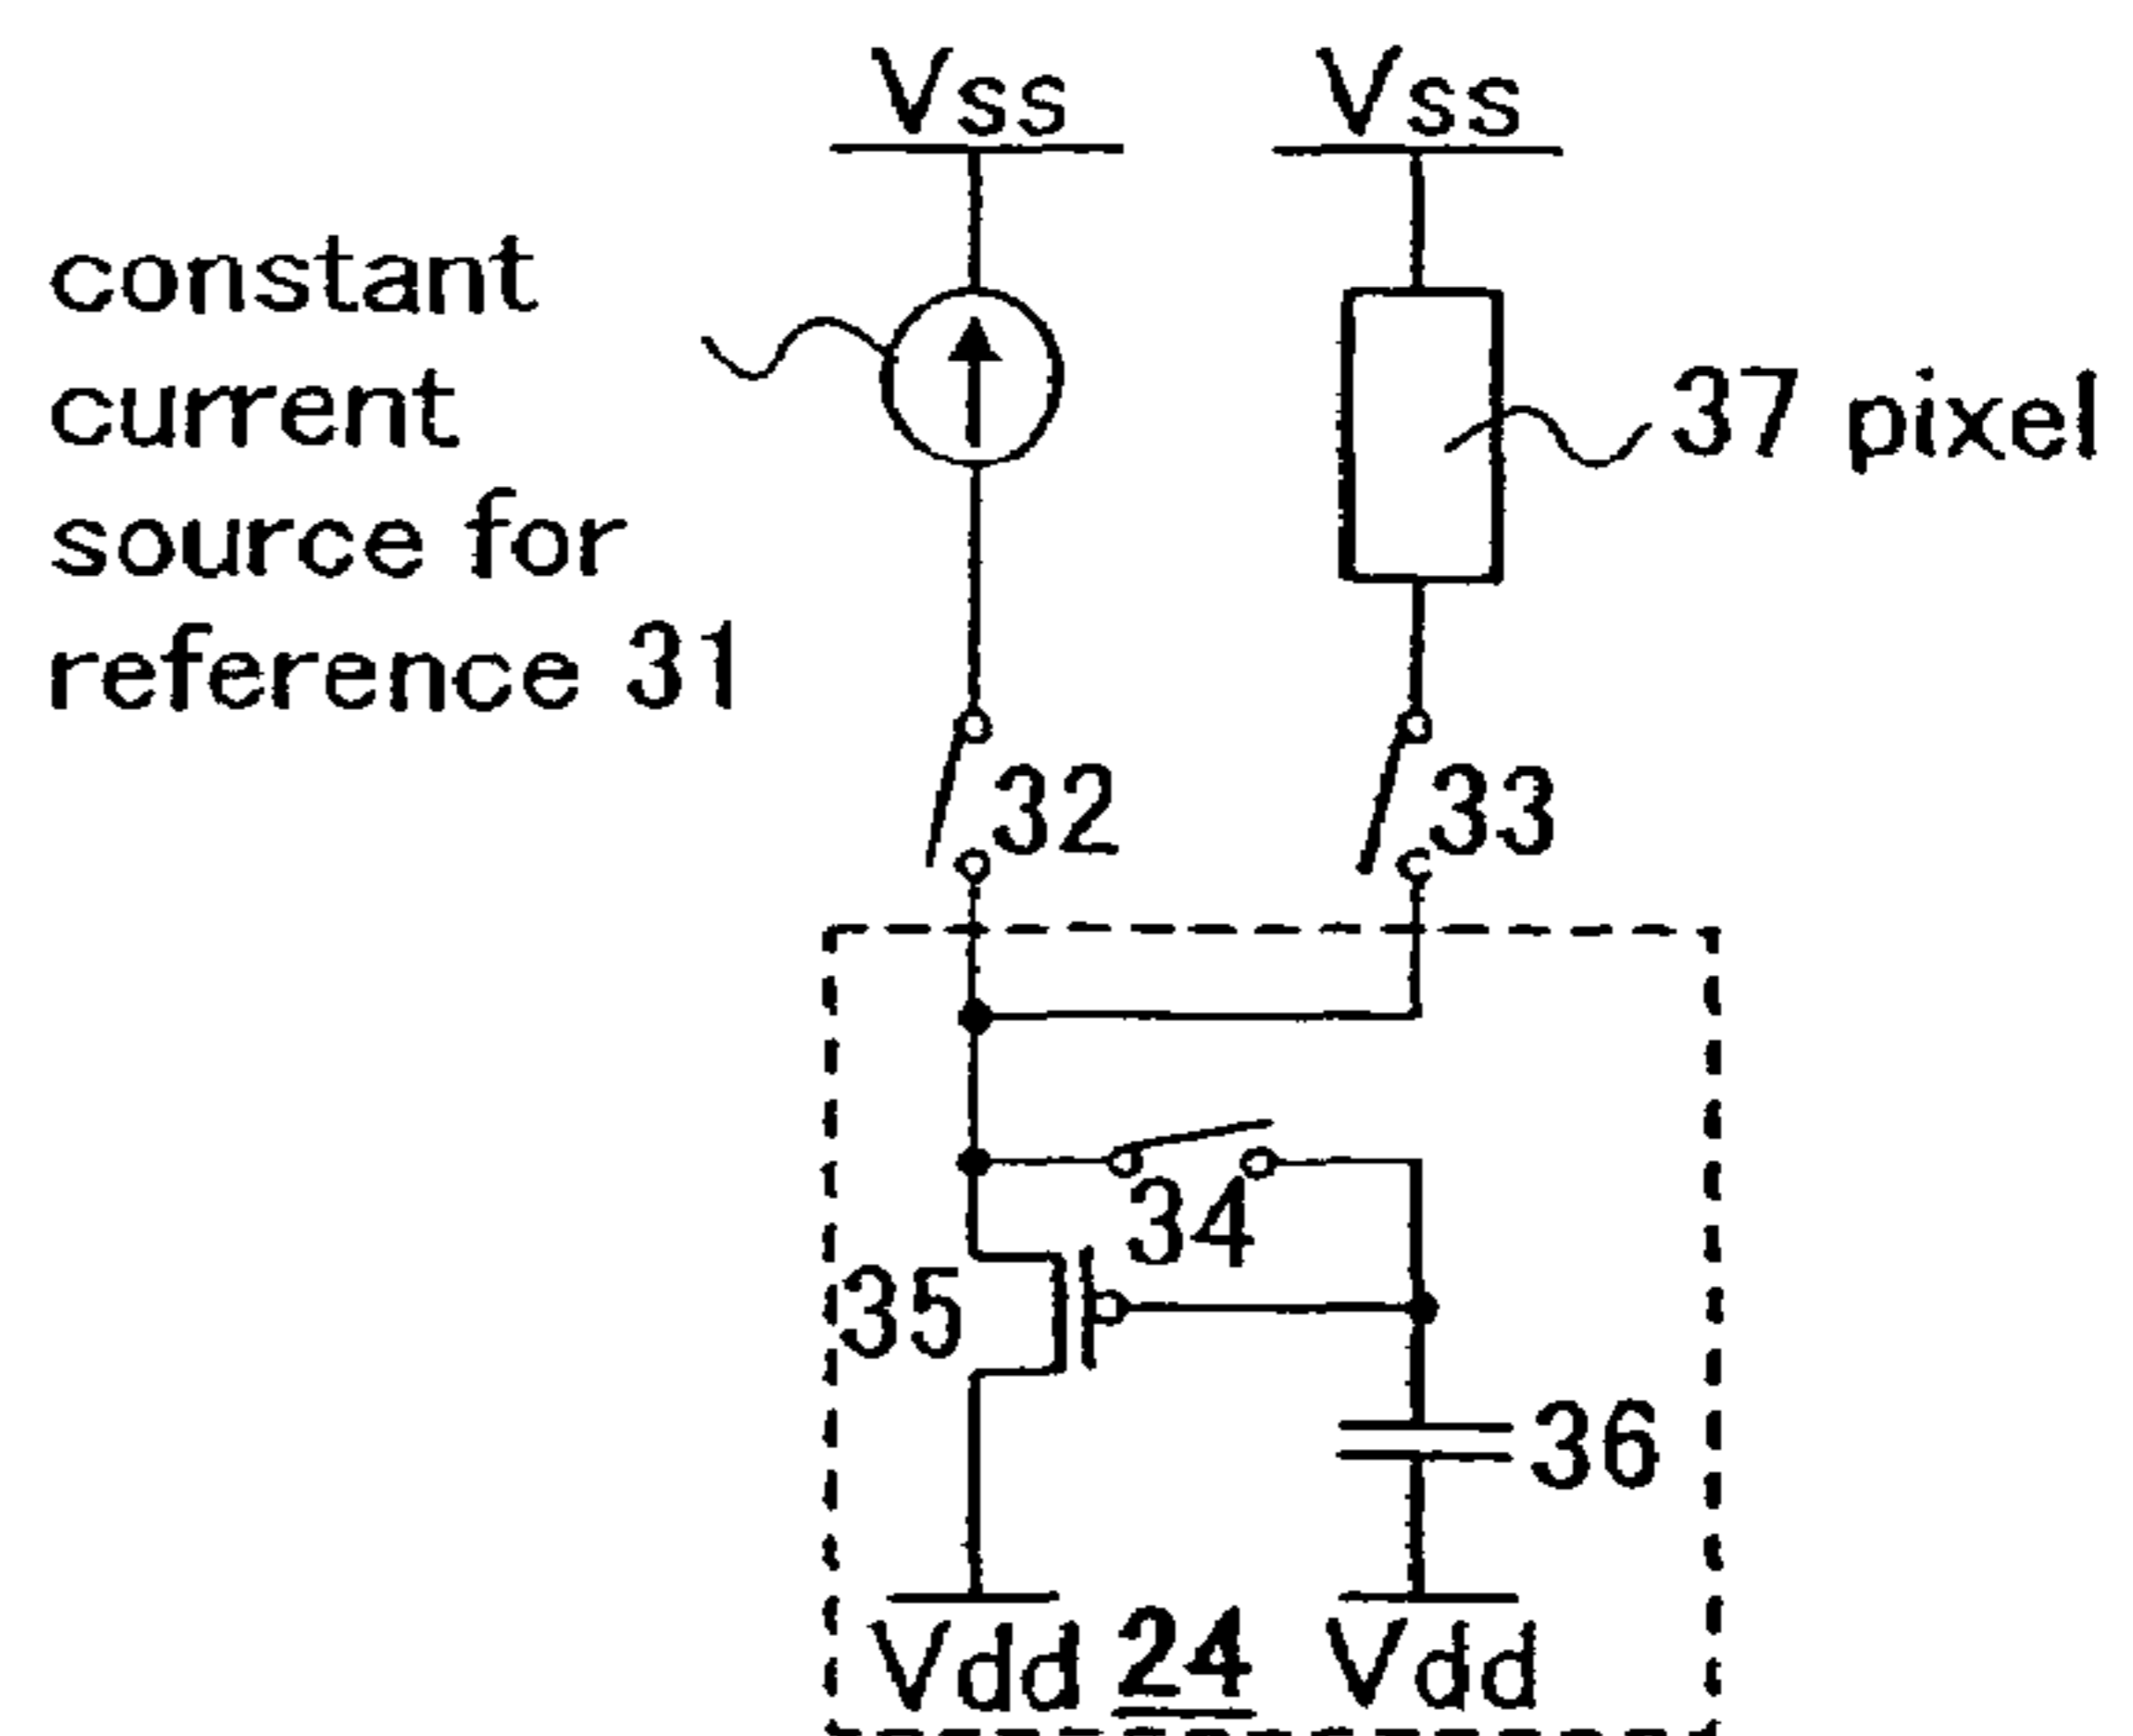 Vss
Vss
constant
current
source for
reference 31
37 pixel
32
33
34
35
36
Vdd
24
Vdd